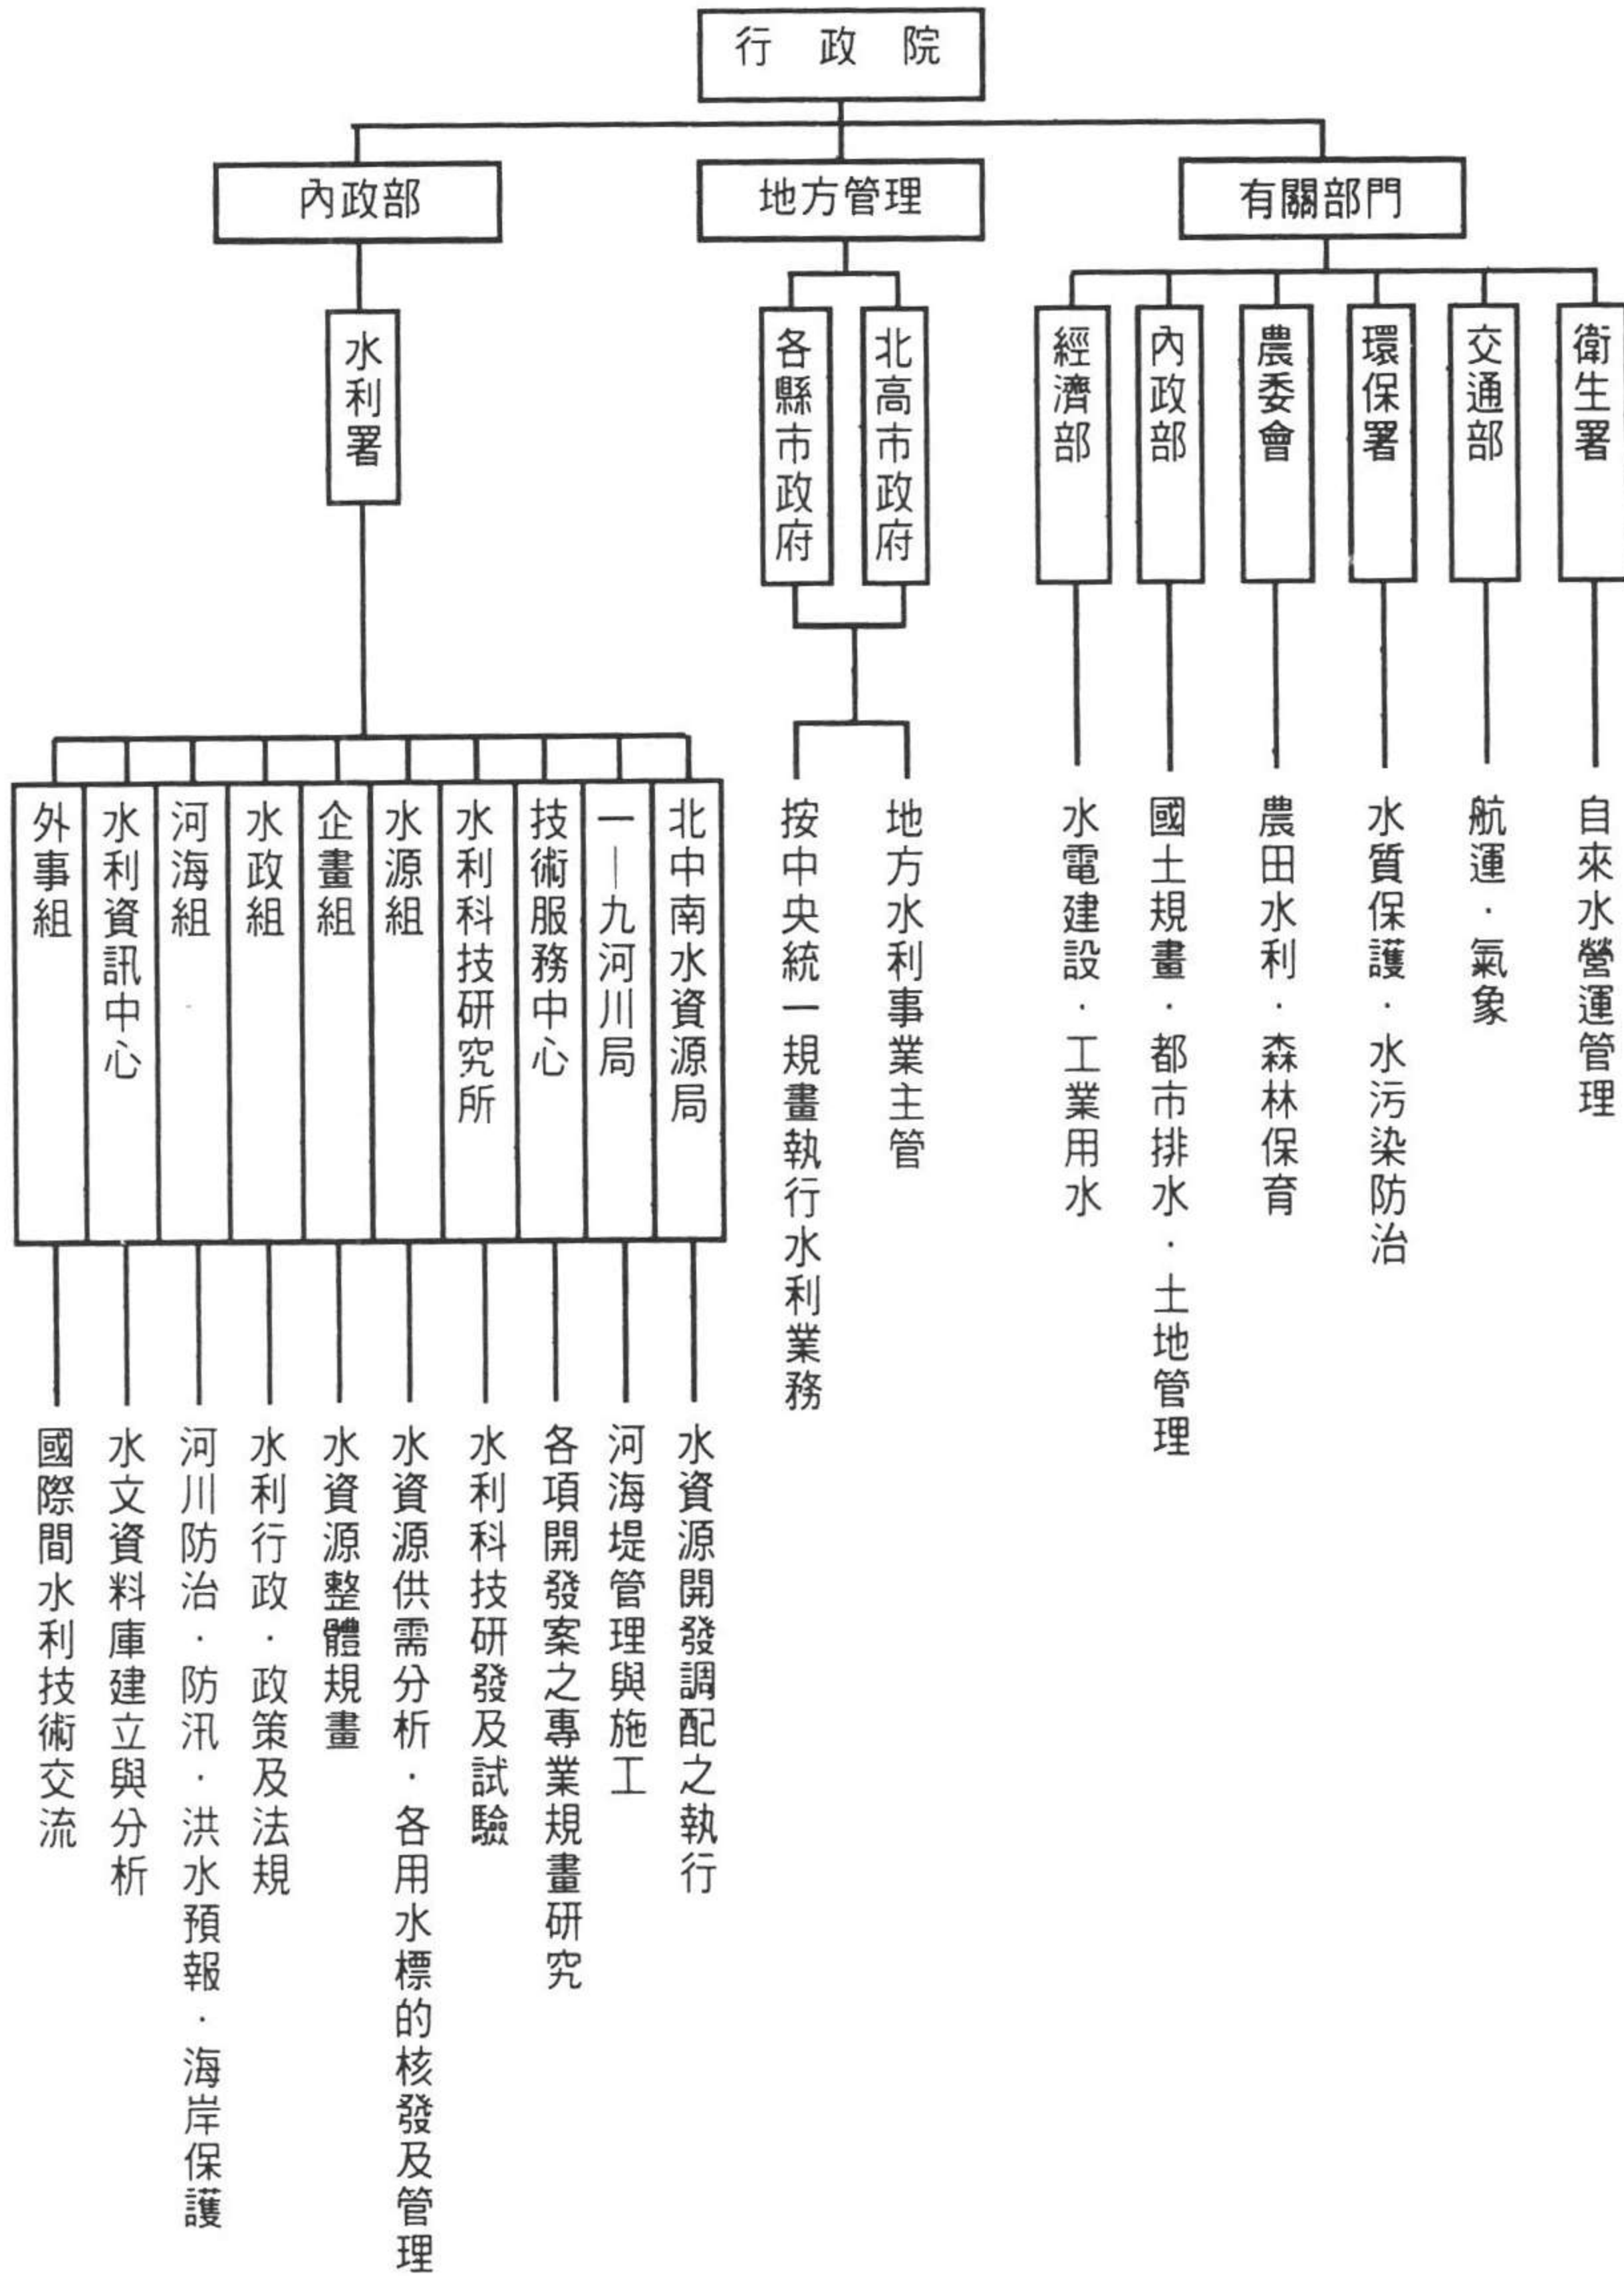 行政院
內政部
地方管理
有關部門
水利署
各縣市政府
北高市政府
經濟部
內政部
農委會
環保署
交通部
衛生署
外事組
水利資訊中心
河海組
水政組
企畫組
水源組
水利科技研究所
技術服務中心
一—九河川局
北中南水資源局
按中央統一規畫執行水利業務
地方水利事業主管
水電建設．工業用水
國土規畫．都市排水．土地管理
農田水利．森林保育
水質保護．水污染防治
航運．氣象
自來水營運管理
國際間水利技術交流
水文資料庫建立與分析
河川防治．防汛．洪水預報．海岸保護
水利行政．政策及法規
水資源整體規畫
水資源供需分析．各用水標的核發及管理
水利科技研發及試驗
各項開發案之專業規畫研究
河海堤管理與施工
水資源開發調配之執行